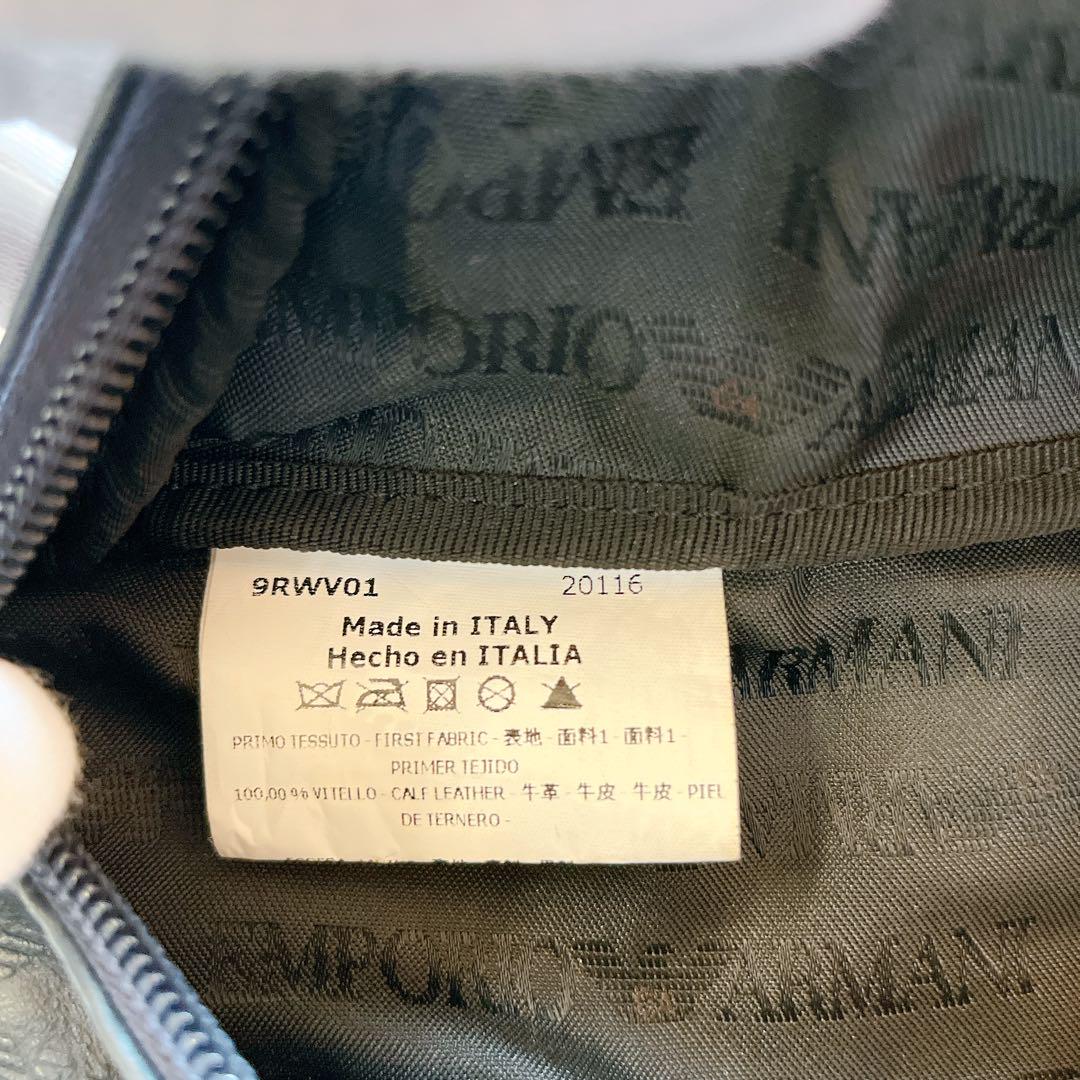 EMPORIO
EMPORIO ARMANI
9RWV01 20116
Made in ITALY
Hecho en ITALIA
PRIMO TESSUTO - FIRST FABRIC - 表地 - 面料1 - 面料1 -
PRIMER TEJIDO
100,00 % VITELLO - CALF LEATHER - 牛革 - 牛皮 - 牛皮 - PIEL
DE TERNERO -
ARMANI
EMPORIO ARMANI